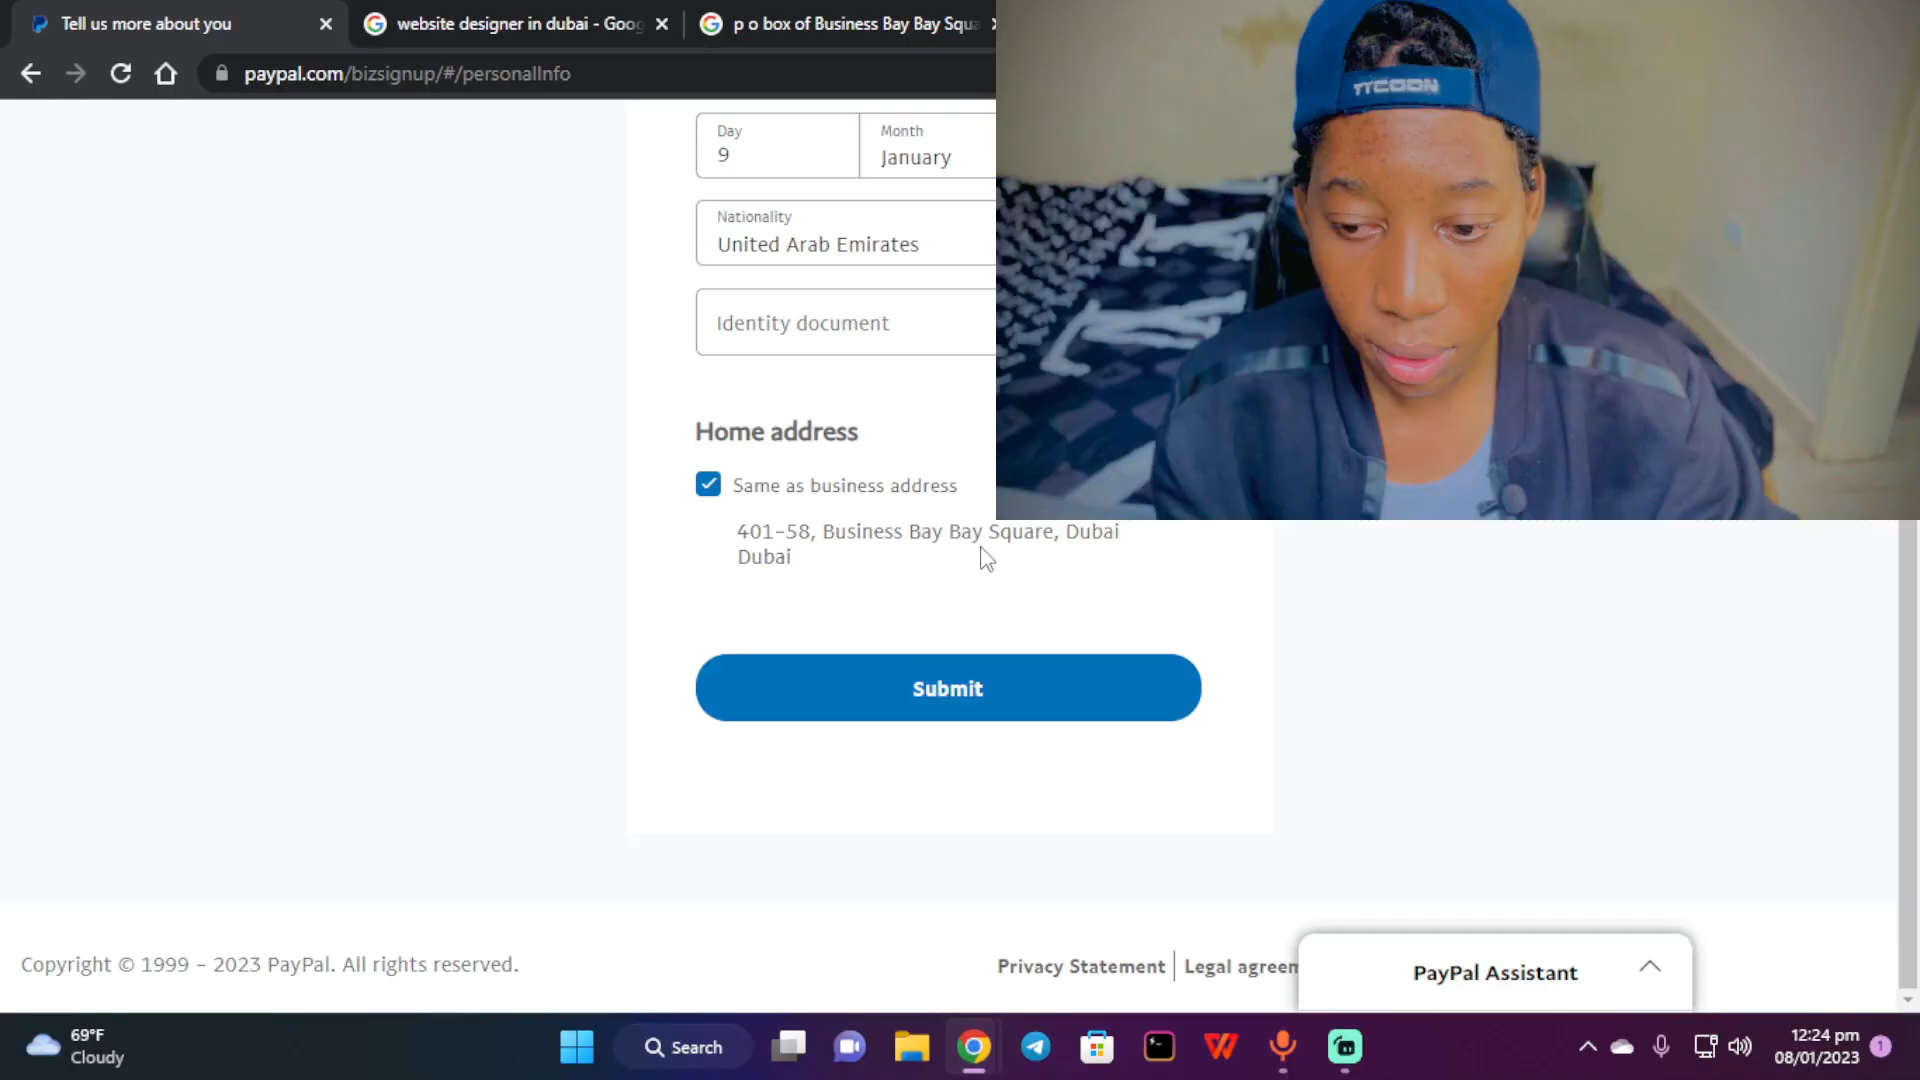 Tell us more about you
website designer in dubai - Goog
p o box of Business Bay Bay Squa
paypal.com/bizsignup/#/personalInfo
TYCOON
Day
9
Month
January
Nationality
United Arab Emirates
Identity document
Home address
Same as business address
401-58, Business Bay Bay Square, Dubai
Dubai
Submit
Copyright © 1999 - 2023 PayPal. All rights reserved.
Privacy Statement
Legal agreem
PayPal Assistant
69°F
Cloudy
Search
12:24 pm
08/01/2023
1